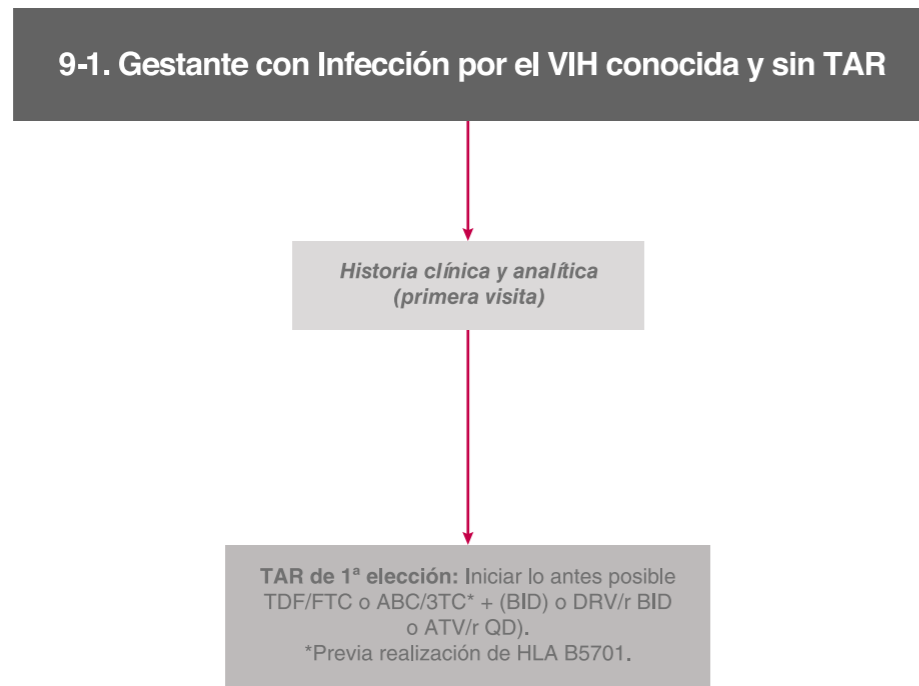 9-1. Gestante con Infección por el VIH conocida y sin TAR
Historia clínica y analítica
(primera visita)
TAR de 1ª elección: Iniciar lo antes posible
TDF/FTC o ABC/3TC* + (BID) o DRV/r BID
o ATV/r QD).
*Previa realización de HLA B5701.